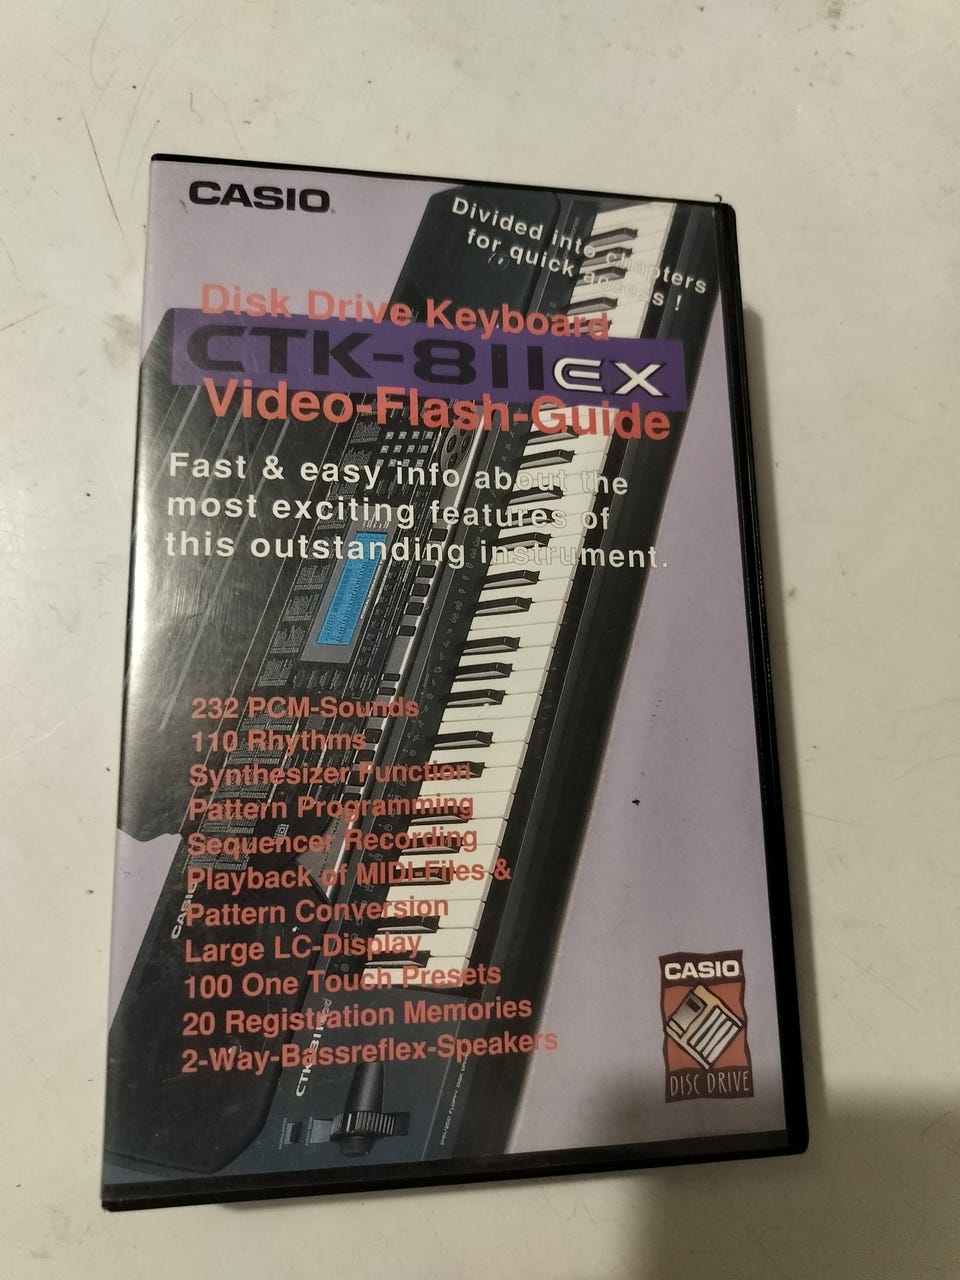 CASIO
Divided into chapters
for quick access !
Disk Drive Keyboard
CTK-811EX
Video-Flash-Guide
Fast & easy info about the
most exciting features of
this outstanding instrument.
232 PCM-Sounds
110 Rhythms
Synthesizer Function
Pattern Programming
Sequencer Recording
Playback of MIDI-Files &
Pattern Conversion
Large LC-Display
100 One Touch Presets
20 Registration Memories
2-Way-Bassreflex-Speakers
CASIO
CASIO
DISC DRIVE